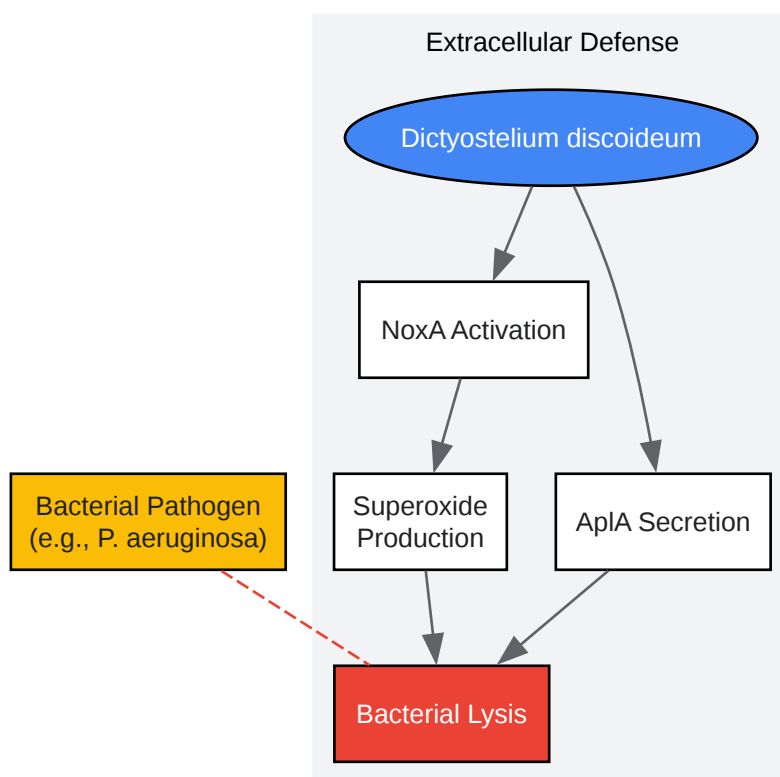 Extracellular Defense
Dictyostelium discoideum
NoxA Activation
Bacterial Pathogen
(e.g., P. aeruginosa)
Superoxide
Production
AplA Secretion
Bacterial Lysis